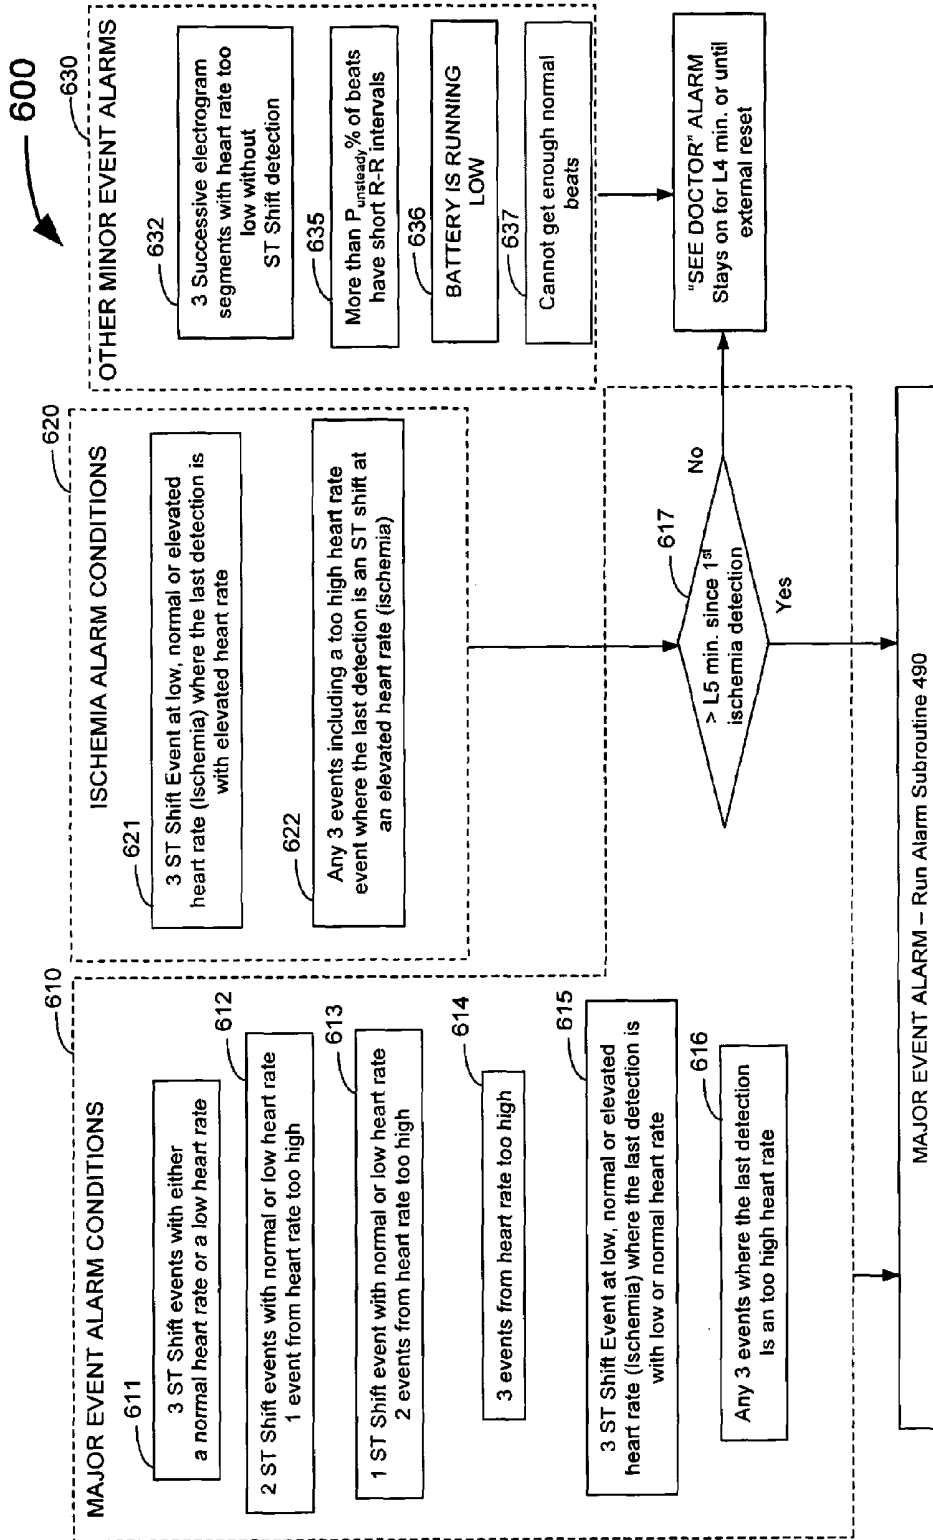 600
MAJOR EVENT ALARM CONDITIONS
610
611
3 ST Shift events with either
a normal heart rate or a low heart rate
612
2 ST Shift events with normal or low heart rate
1 event from heart rate too high
613
1 ST Shift event with normal or low heart rate
2 events from heart rate too high
614
3 events from heart rate too high
615
3 ST Shift Event at low, normal or elevated
heart rate (Ischemia) where the last detection is
with low or normal heart rate
616
Any 3 events where the last detection
Is an too high heart rate
ISCHEMIA ALARM CONDITIONS
620
621
3 ST Shift Event at low, normal or elevated
heart rate (Ischemia) where the last detection is
with elevated heart rate
622
Any 3 events including a too high heart rate
event where the last detection is an ST shift at
an elevated heart rate (ischemia)
OTHER MINOR EVENT ALARMS
630
632
3 Successive electrogram
segments with heart rate too
low without
ST Shift detection
635
More than Punsteady% of beats
have short R-R intervals
636
BATTERY IS RUNNING
LOW
637
Cannot get enough normal
beats
617
> L5 min. since 1st
ischemia detection
No
Yes
"SEE DOCTOR" ALARM
Stays on for L4 min. or until
external reset
MAJOR EVENT ALARM – Run Alarm Subroutine 490